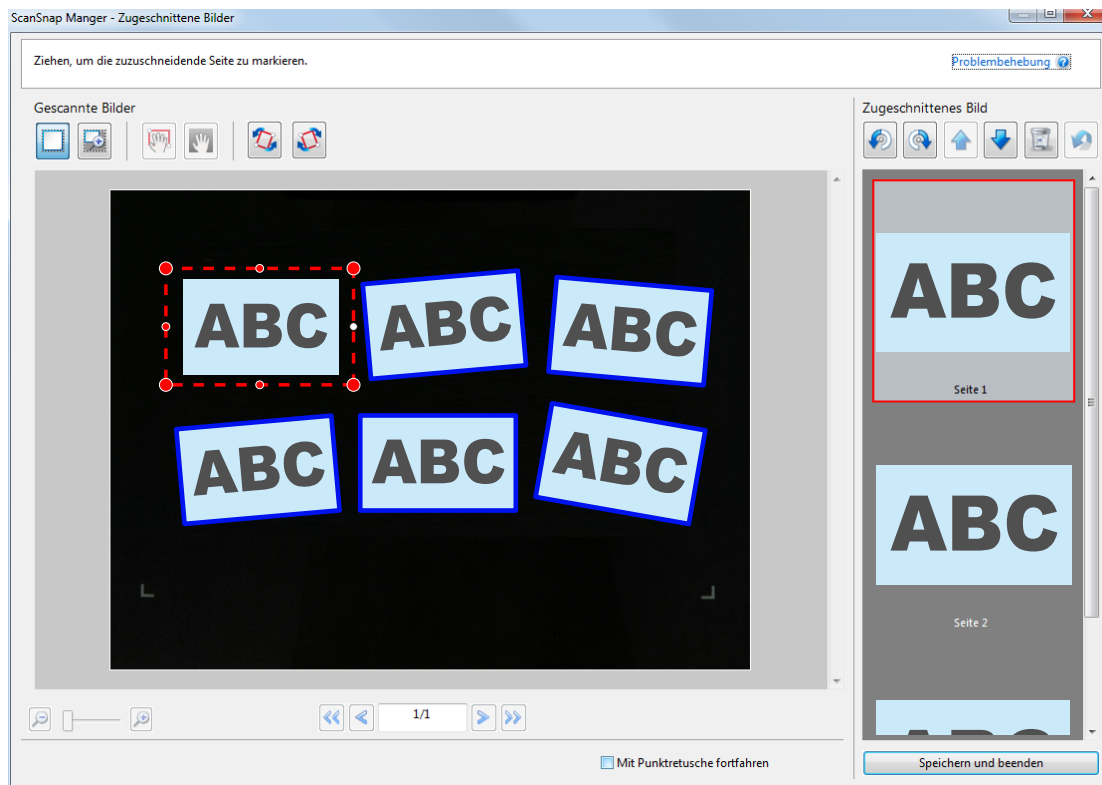 ScanSnap Manger - Zugeschnittene Bilder
Ziehen, um die zuzuschneidende Seite zu markieren.
Problembehebung
Gescannte Bilder
Zugeschnittenes Bild
ABC ABC ABC
ABC ABC ABC
ABC
Seite 1
ABC
Seite 2
1/1
Mit Punktretusche fortfahren
Speichern und beenden